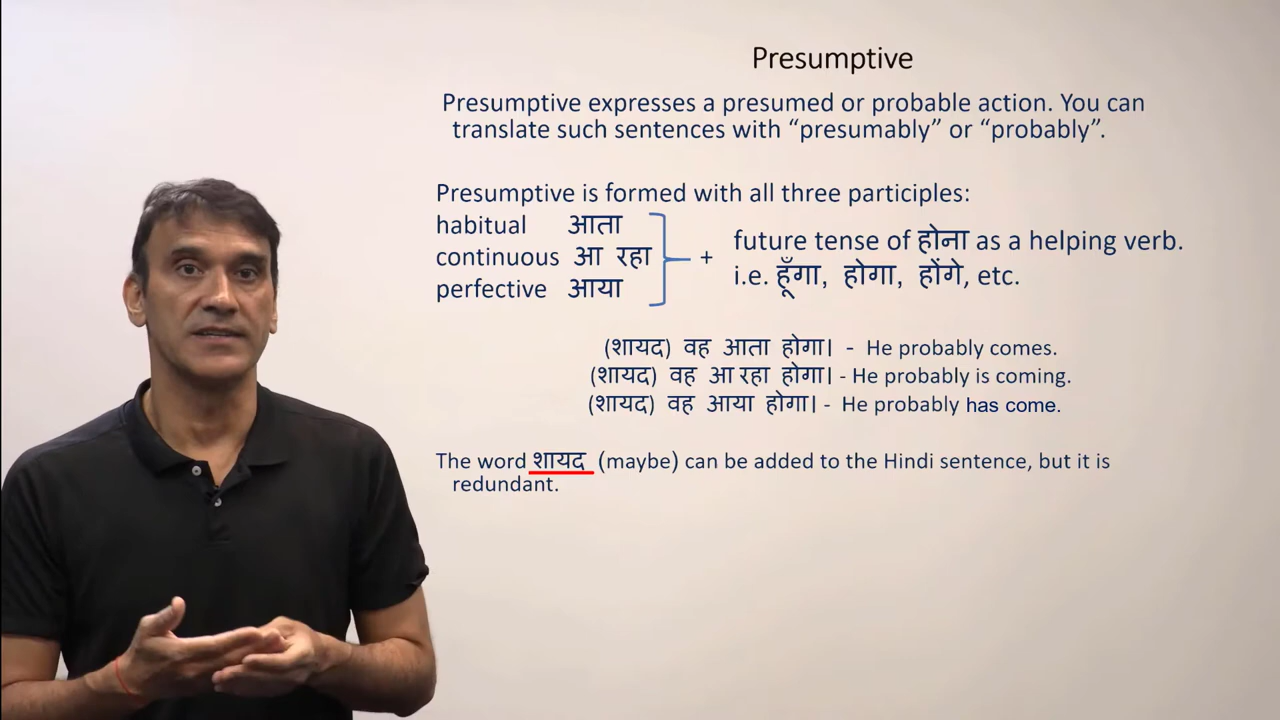 Presumptive
Presumptive expresses a presumed or probable action. You can
translate such sentences with “presumably” or “probably”.
Presumptive is formed with all three participles:
habitual आता
continuous आ रहा
perfective आया
+ future tense of होना as a helping verb.
i.e. हूँगा, होगा, होंगे, etc.
(शायद) वह आता होगा। - He probably comes.
(शायद) वह आ रहा होगा। - He probably is coming.
(शायद) वह आया होगा। - He probably has come.
The word शायद (maybe) can be added to the Hindi sentence, but it is
redundant.